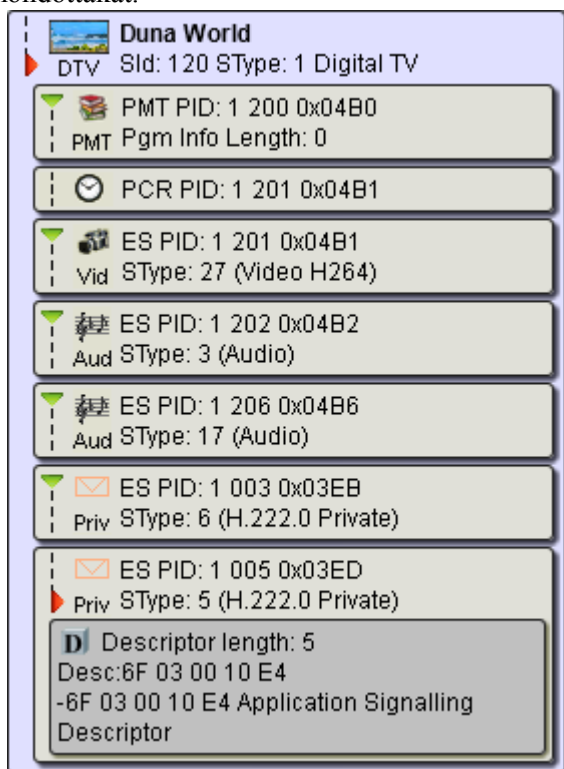 Duna World
DTV SId: 120 SType: 1 Digital TV
PMT PID: 1 200 0x04B0
PMT Pgm Info Length: 0
PCR PID: 1 201 0x04B1
ES PID: 1 201 0x04B1
Vid SType: 27 (Video H264)
ES PID: 1 202 0x04B2
Aud SType: 3 (Audio)
ES PID: 1 206 0x04B6
Aud SType: 17 (Audio)
ES PID: 1 003 0x03EB
Priv SType: 6 (H.222.0 Private)
ES PID: 1 005 0x03ED
Priv SType: 5 (H.222.0 Private)
D Descriptor length: 5
Desc:6F 03 00 10 E4
-6F 03 00 10 E4 Application Signalling
Descriptor